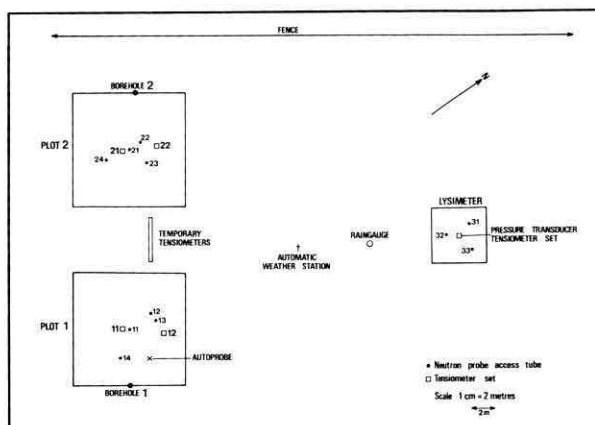 FENCE
N
BOREHOLE 2
PLOT 2
22
21
21
22
24
23
LYSIMETER
31
32
33
PRESSURE TRANSDUCER
TENSIOMETER SET
TEMPORARY
TENSIOMETERS
RAINGAUGE
AUTOMATIC
WEATHER STATION
PLOT 1
12
13
11
11
12
14
AUTOPROBE
BOREHOLE 1
Neutron probe access tube
Tensiometer set
Scale 1 cm = 2 metres
2m